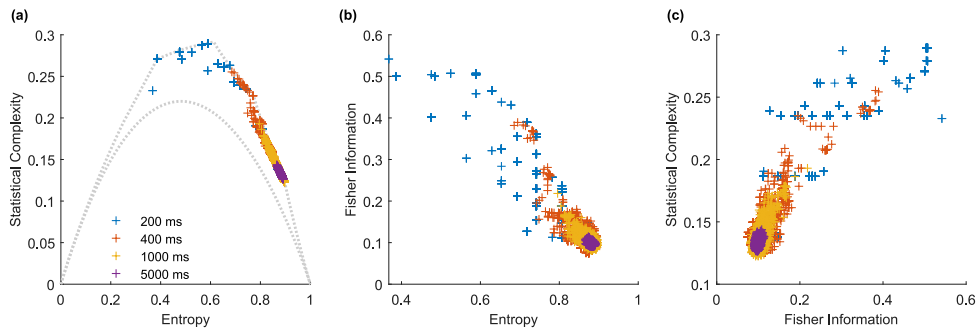 (a)
0.3
0.25
0.2
0.15
0.1
0.05
0
Statistical Complexity
200 ms
400 ms
1000 ms
5000 ms
0 0.2 0.4 0.6 0.8 1
Entropy
(b)
0.6
0.5
0.4
0.3
0.2
0.1
0
Fisher Information
0.4 0.6 0.8 1
Entropy
(c)
0.3
0.25
0.2
0.15
0.1
Statistical Complexity
0 0.2 0.4 0.6
Fisher Information